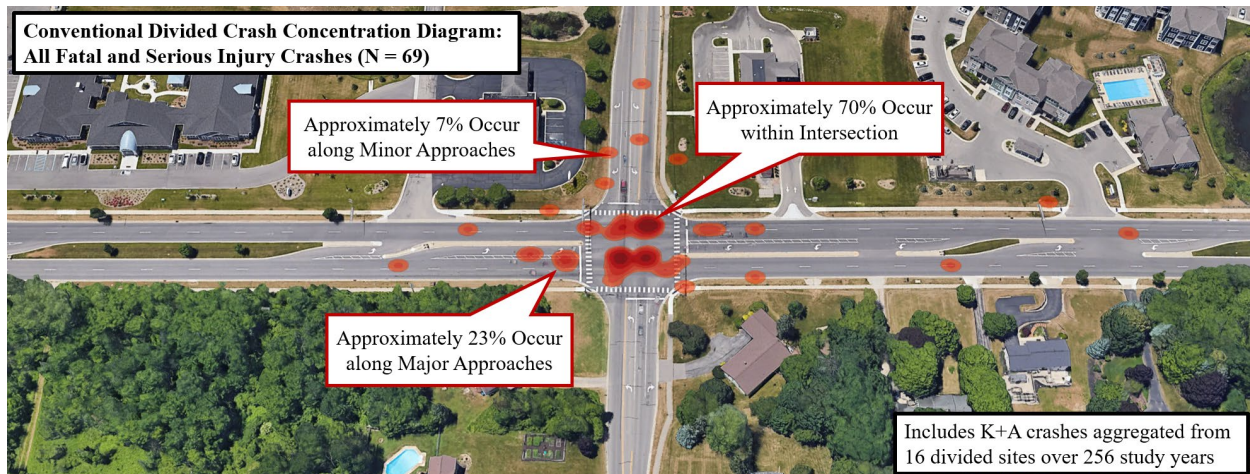 Conventional Divided Crash Concentration Diagram:
All Fatal and Serious Injury Crashes (N = 69)
Approximately 7% Occur
along Minor Approaches
Approximately 70% Occur
within Intersection
Approximately 23% Occur
along Major Approaches
Includes K+A crashes aggregated from
16 divided sites over 256 study years